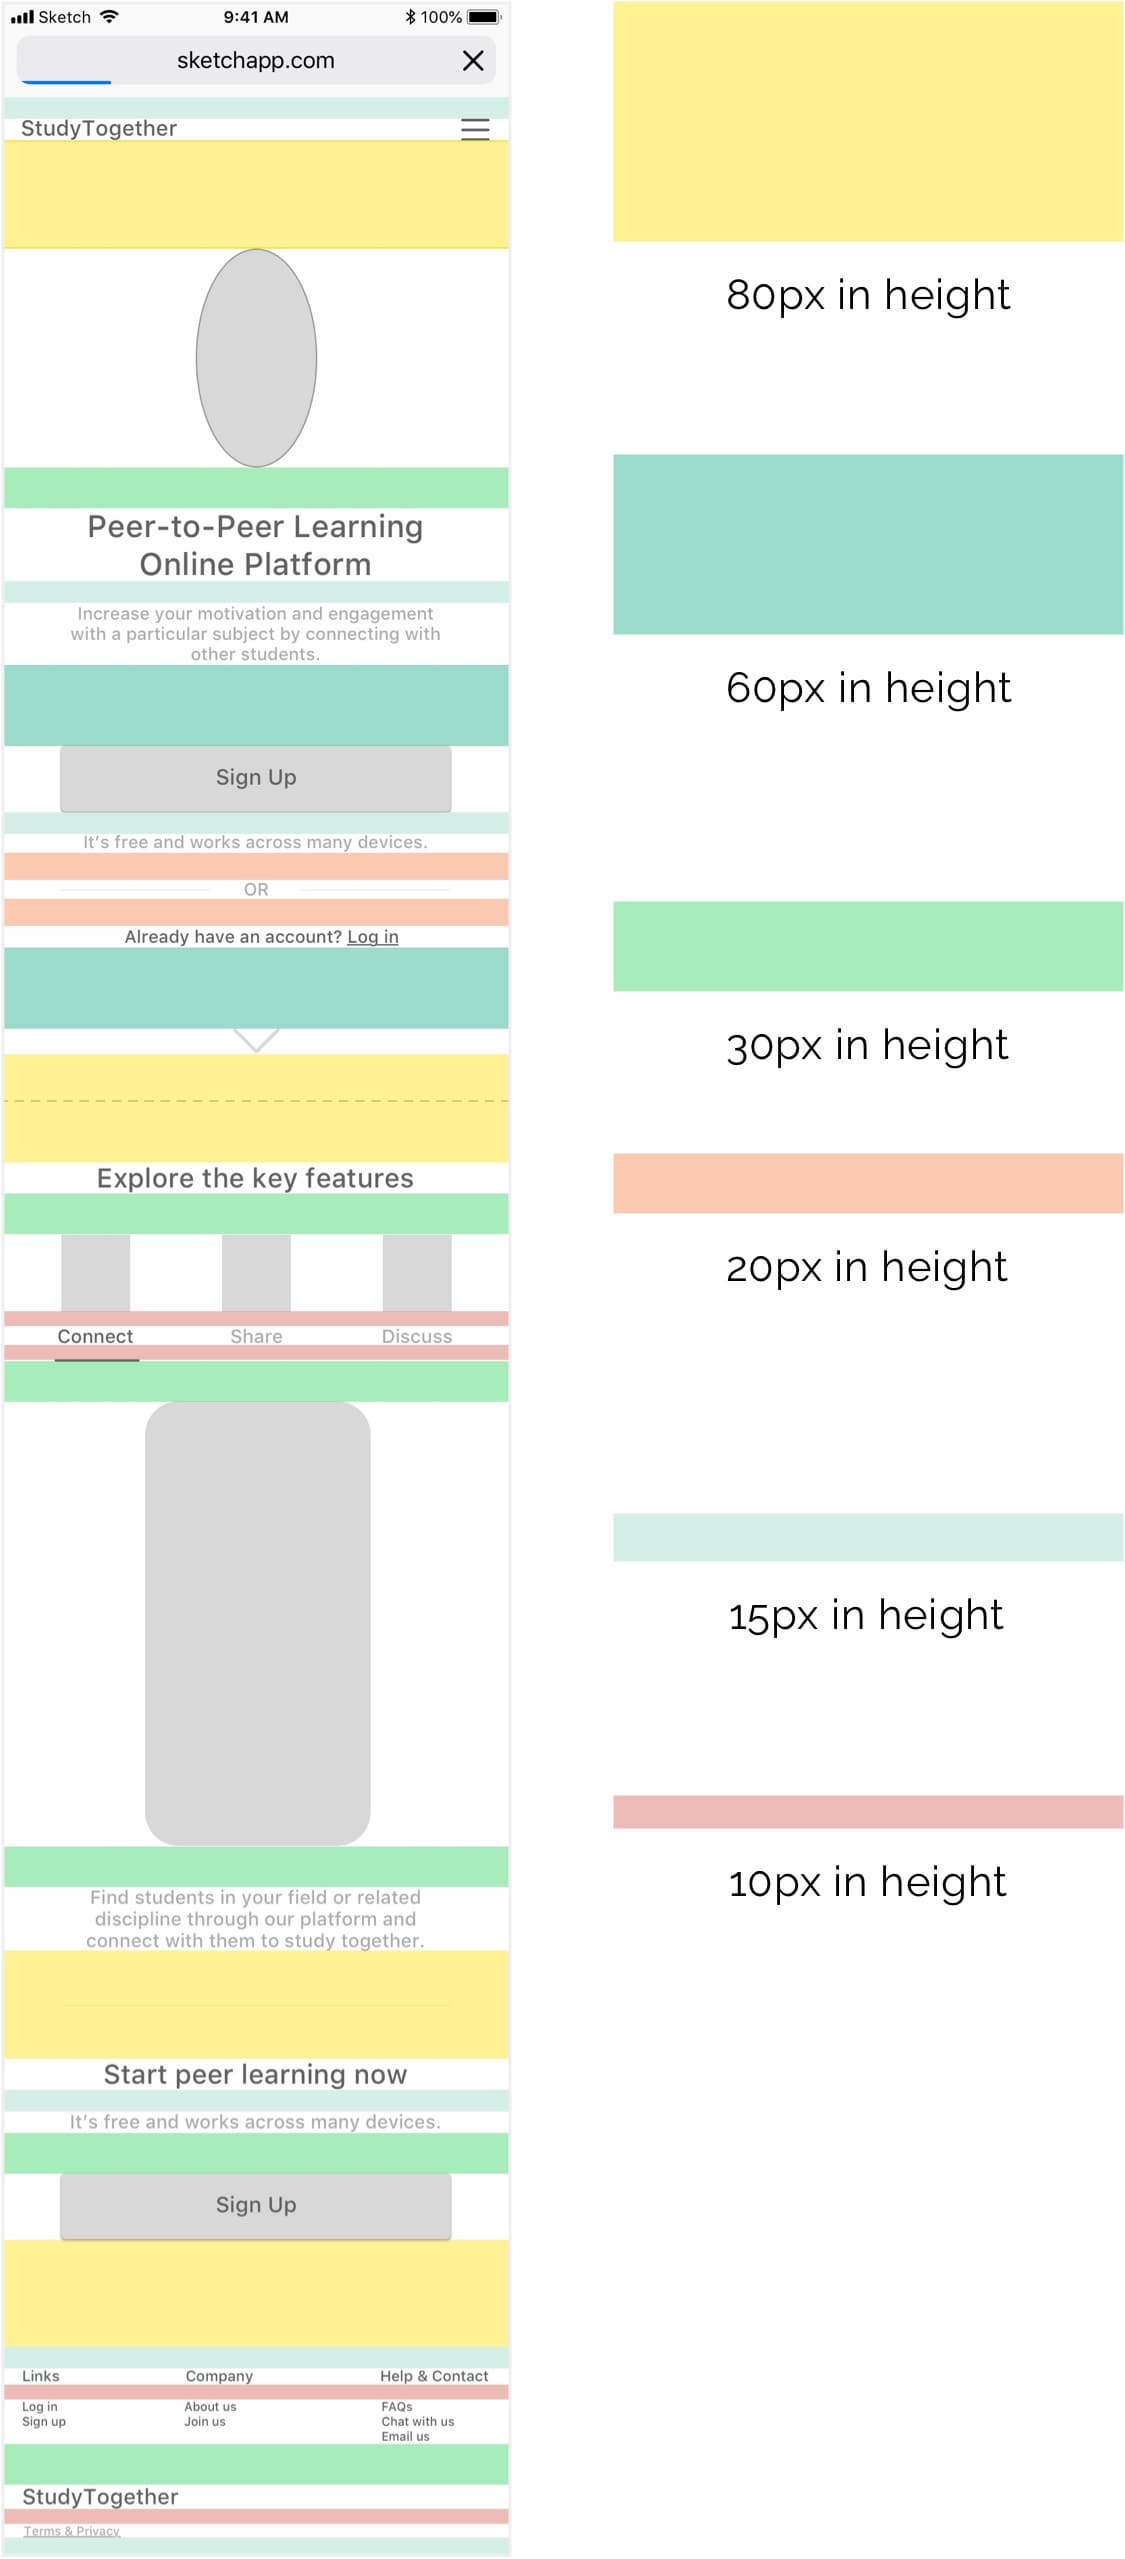 Sketch 9:41 AM 100%
sketchapp.com
StudyTogether
Peer-to-Peer Learning
Online Platform
Increase your motivation and engagement
with a particular subject by connecting with
other students.
Sign Up
It's free and works across many devices.
OR
Already have an account? Log in
Explore the key features
Connect Share Discuss
Find students in your field or related
discipline through our platform and
connect with them to study together.
Start peer learning now
It's free and works across many devices.
Sign Up
Links Company Help & Contact
Log in About us FAQs
Sign up Join us Chat with us
Email us
StudyTogether
Terms & Privacy
80px in height
60px in height
30px in height
20px in height
15px in height
10px in height